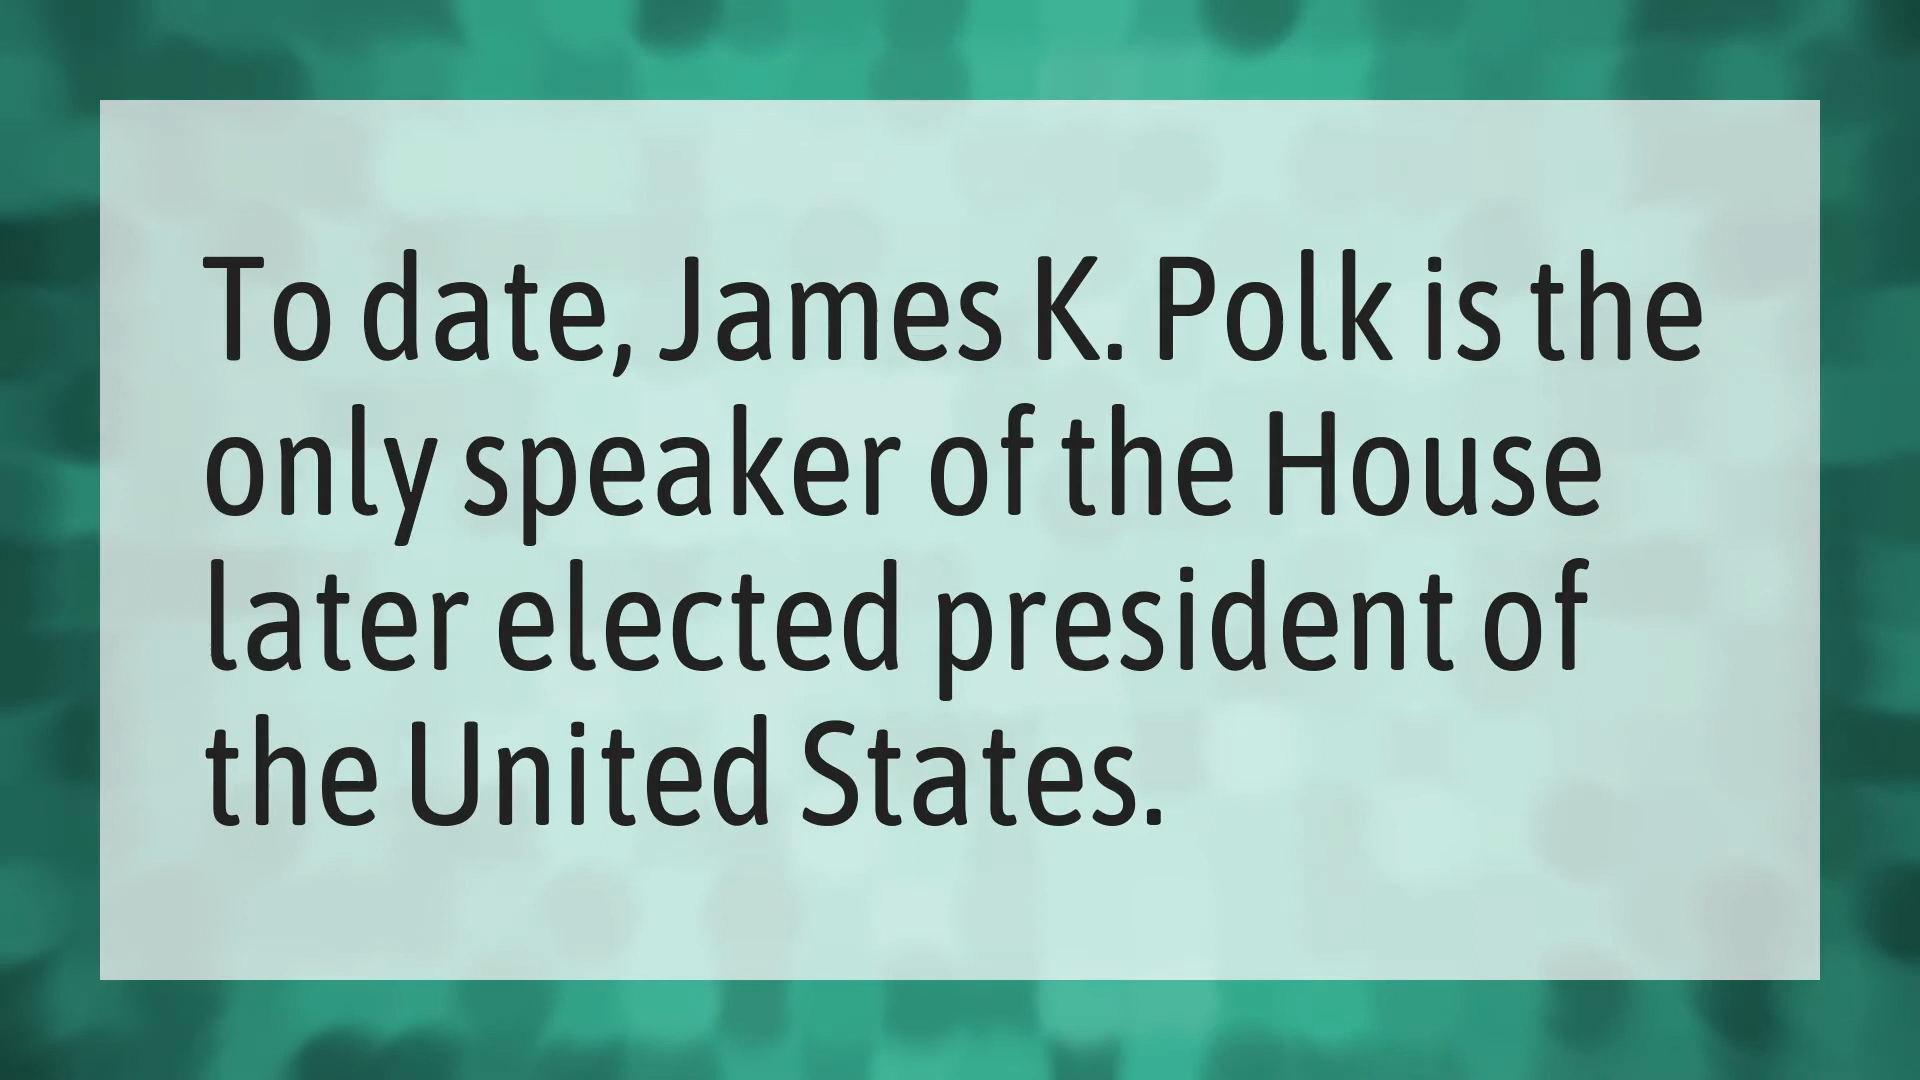 To date, James K. Polk is the
only speaker of the House
later elected president of
the United States.